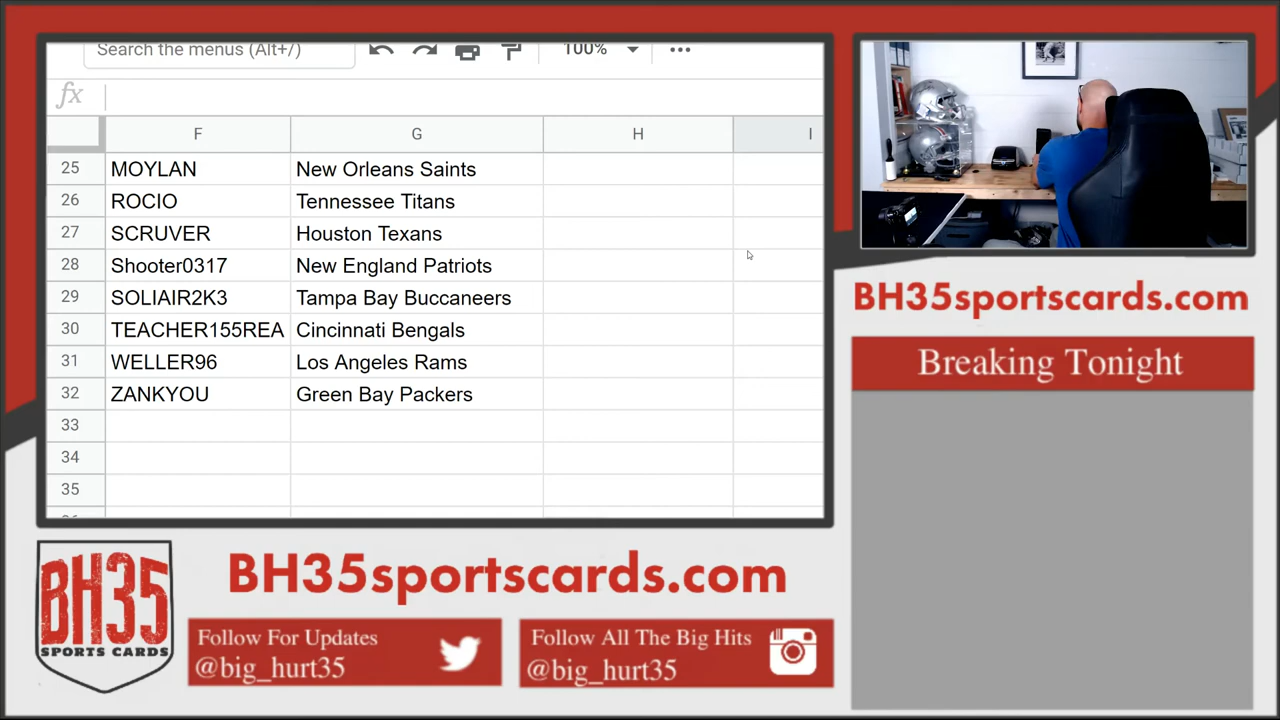 Search the menus (Alt+/)
100%
fx
F G H I
25 MOYLAN New Orleans Saints
26 ROCIO Tennessee Titans
27 SCRUVER Houston Texans
28 Shooter0317 New England Patriots
29 SOLIAIR2K3 Tampa Bay Buccaneers
30 TEACHER155REA Cincinnati Bengals
31 WELLER96 Los Angeles Rams
32 ZANKYOU Green Bay Packers
33
34
35
BH35sportscards.com
Breaking Tonight
BH35
SPORTS CARDS
BH35sportscards.com
Follow For Updates
@big_hurt35
Follow All The Big Hits
@big_hurt35